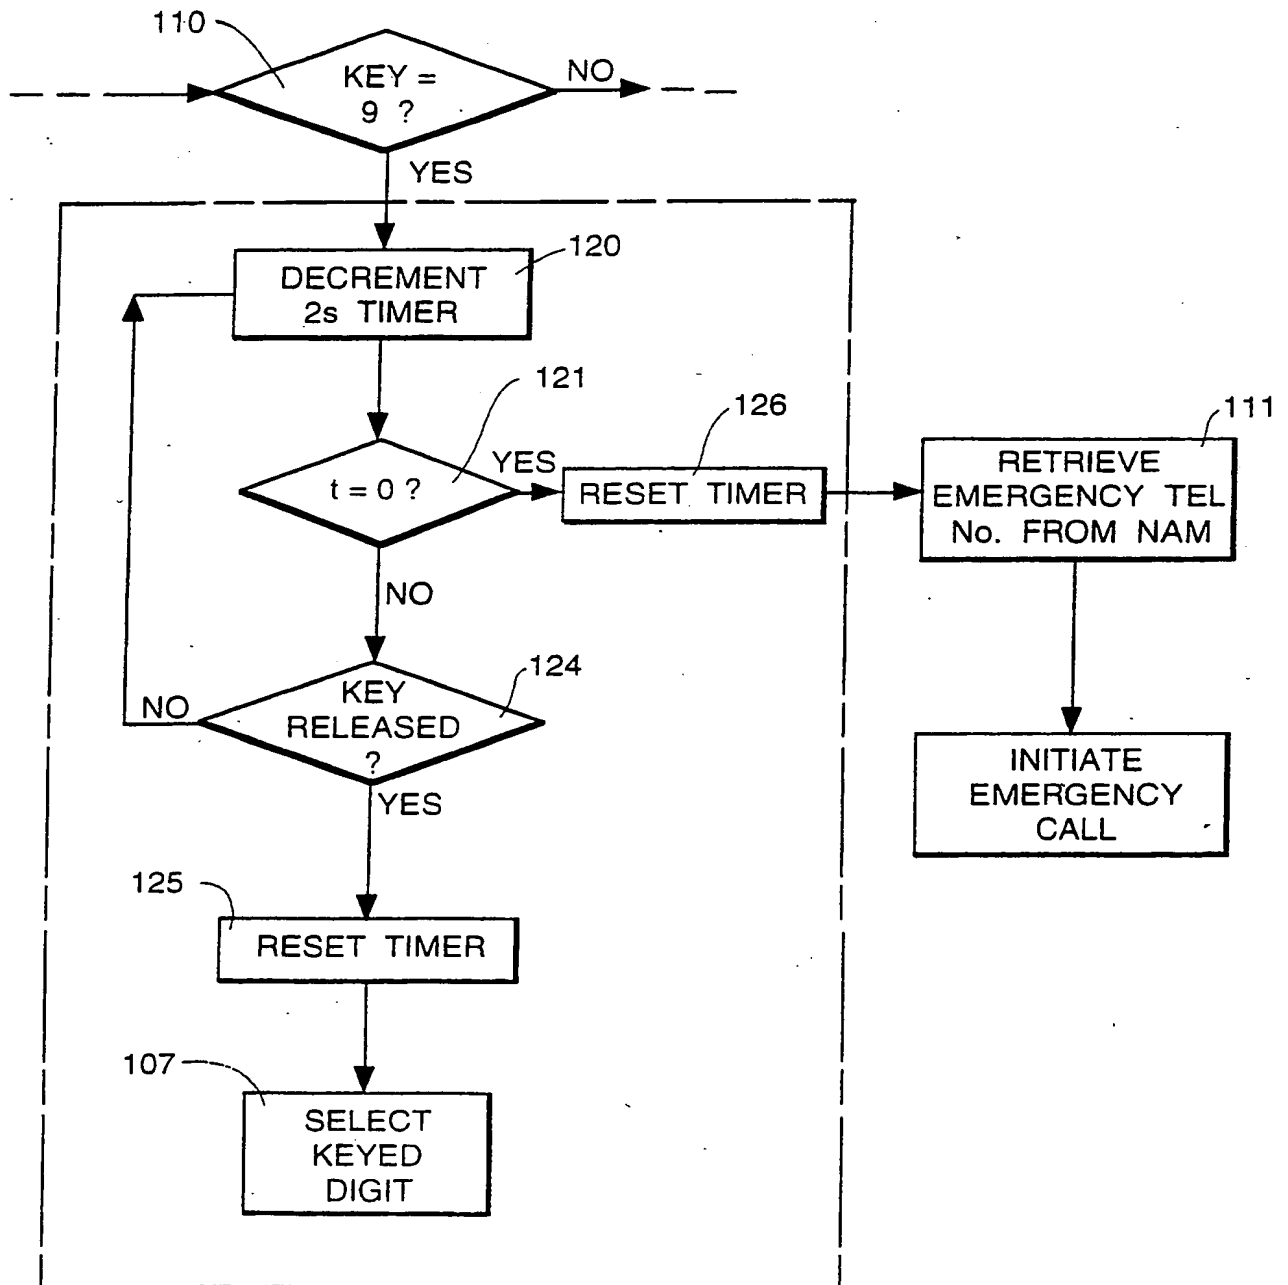 110
KEY =
9 ?
NO
YES
120
DECREMENT
2s TIMER
121
t = 0 ?
YES
126
RESET TIMER
111
RETRIEVE
EMERGENCY TEL
No. FROM NAM
NO
124
KEY
RELEASED
?
NO
YES
INITIATE
EMERGENCY
CALL
125
RESET TIMER
107
SELECT
KEYED
DIGIT